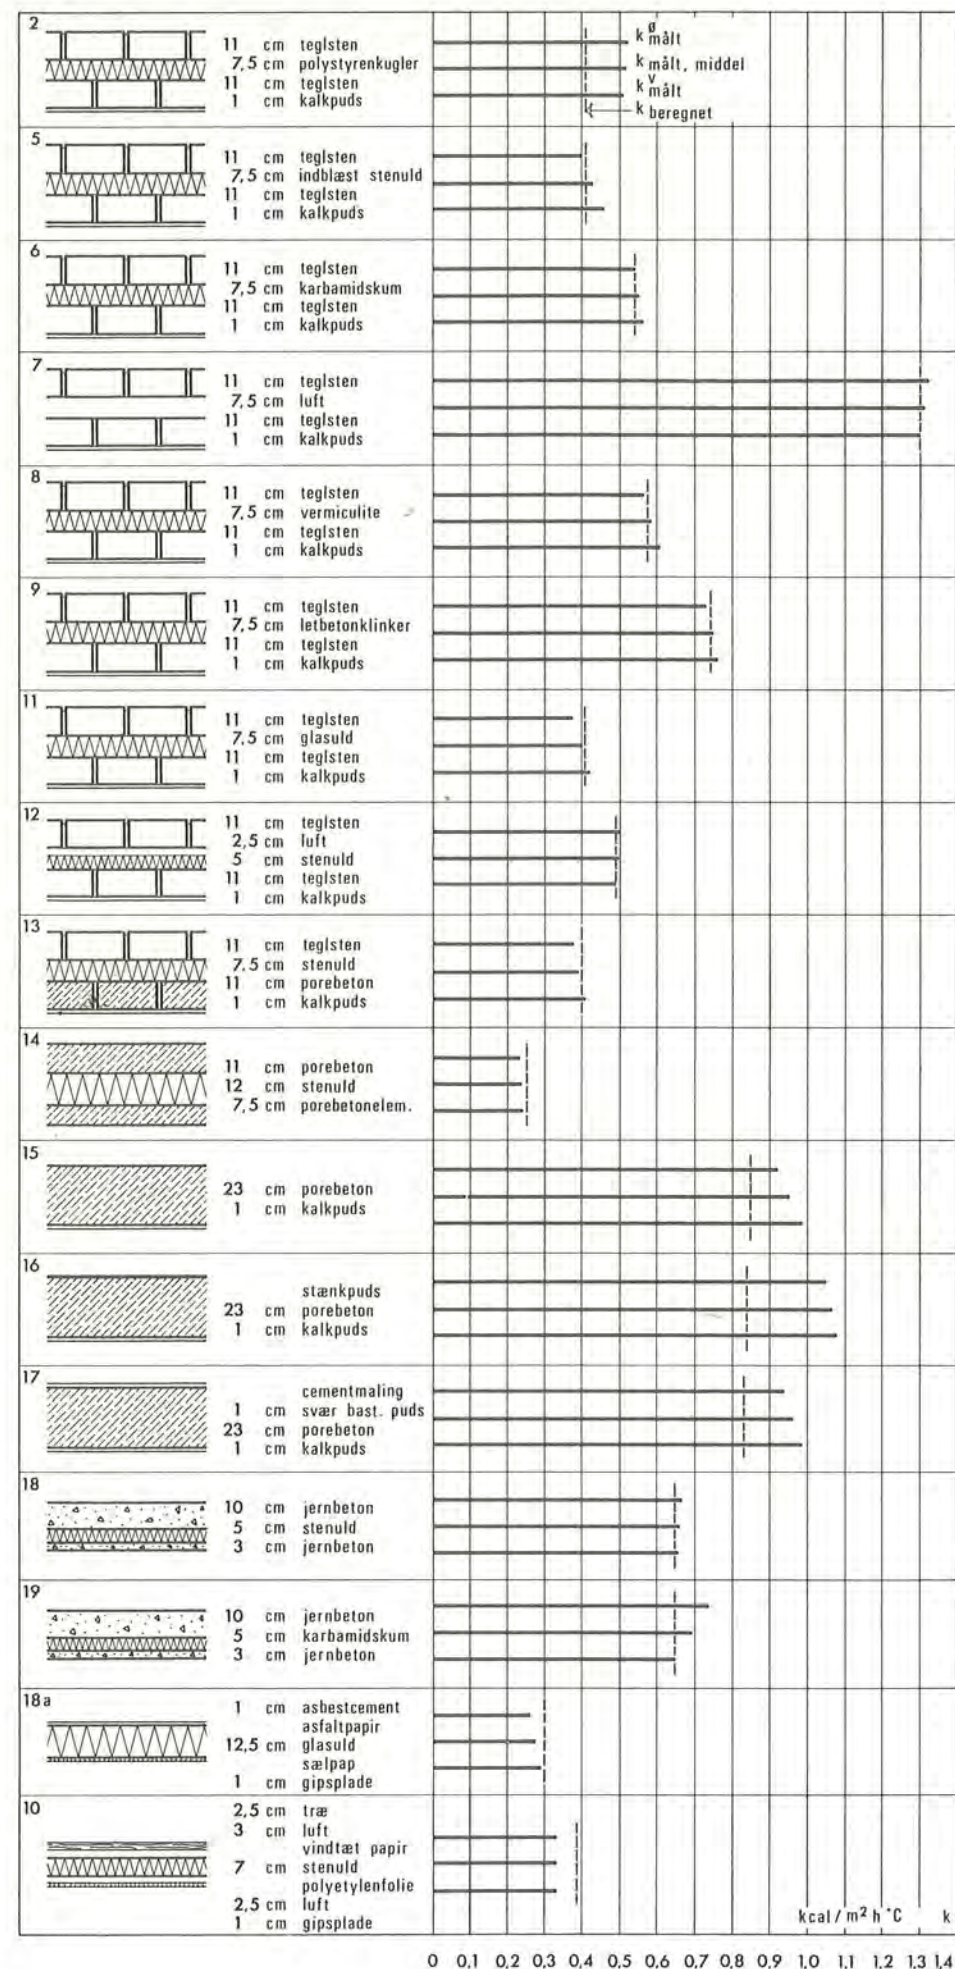 2
11 cm teglsten
7,5 cm polystyrenkugler
11 cm teglsten
1 cm kalkpuds
k ø målt
k målt, middel
k v målt
k beregnet
5
11 cm teglsten
7,5 cm indblæst stenuld
11 cm teglsten
1 cm kalkpuds
6
11 cm teglsten
7,5 cm karbamidskum
11 cm teglsten
1 cm kalkpuds
7
11 cm teglsten
7,5 cm luft
11 cm teglsten
1 cm kalkpuds
8
11 cm teglsten
7,5 cm vermiculite
11 cm teglsten
1 cm kalkpuds
9
11 cm teglsten
7,5 cm letbetonklinker
11 cm teglsten
1 cm kalkpuds
11
11 cm teglsten
7,5 cm glasuld
11 cm teglsten
1 cm kalkpuds
12
11 cm teglsten
2,5 cm luft
5 cm stenuld
11 cm teglsten
1 cm kalkpuds
13
11 cm teglsten
7,5 cm stenuld
11 cm porebeton
1 cm kalkpuds
14
11 cm porebeton
12 cm stenuld
7,5 cm porebetonelem.
15
23 cm porebeton
1 cm kalkpuds
16
stænkpuds
23 cm porebeton
1 cm kalkpuds
17
cementmaling
1 cm svær bast. puds
23 cm porebeton
1 cm kalkpuds
18
10 cm jernbeton
5 cm stenuld
3 cm jernbeton
19
10 cm jernbeton
5 cm karbamidskum
3 cm jernbeton
18a
1 cm asbestcement
asfaltpapir
12,5 cm glasuld
sælpap
1 cm gipsplade
10
2,5 cm træ
3 cm luft
vindtæt papir
7 cm stenuld
polyetylenfolie
2,5 cm luft
1 cm gipsplade
kcal/m² h °C k
0 0,1 0,2 0,3 0,4 0,5 0,6 0,7 0,8 0,9 1,0 1,1 1,2 1,3 1,4